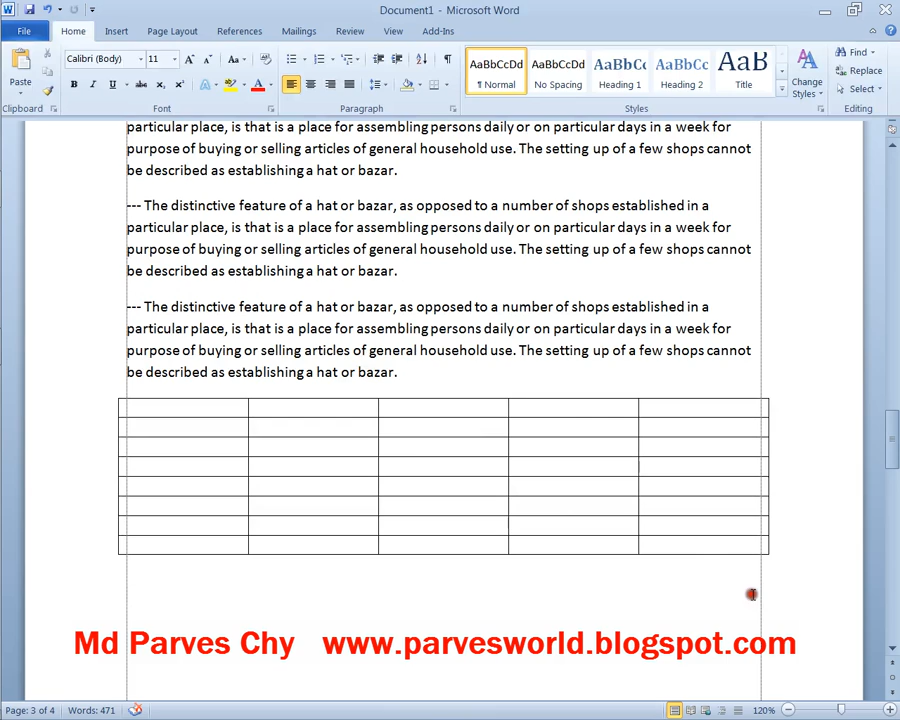 Document1 - Microsoft Word
File Home Insert Page Layout References Mailings Review View Add-Ins
Paste
Calibri (Body) 11 Aa
B I U abe x₂ x² A A
Clipboard Font Paragraph Styles Editing
AaBbCcDd AaBbCcDd AaBbCc AaBbCc AaB
¶ Normal No Spacing Heading 1 Heading 2 Title
Change Styles
Find
Replace
Select
particular place, is that is a place for assembling persons daily or on particular days in a week for
purpose of buying or selling articles of general household use. The setting up of a few shops cannot
be described as establishing a hat or bazar.
--- The distinctive feature of a hat or bazar, as opposed to a number of shops established in a
particular place, is that is a place for assembling persons daily or on particular days in a week for
purpose of buying or selling articles of general household use. The setting up of a few shops cannot
be described as establishing a hat or bazar.
--- The distinctive feature of a hat or bazar, as opposed to a number of shops established in a
particular place, is that is a place for assembling persons daily or on particular days in a week for
purpose of buying or selling articles of general household use. The setting up of a few shops cannot
be described as establishing a hat or bazar.
Md Parves Chy www.parvesworld.blogspot.com
Page: 3 of 4 Words: 471 120%